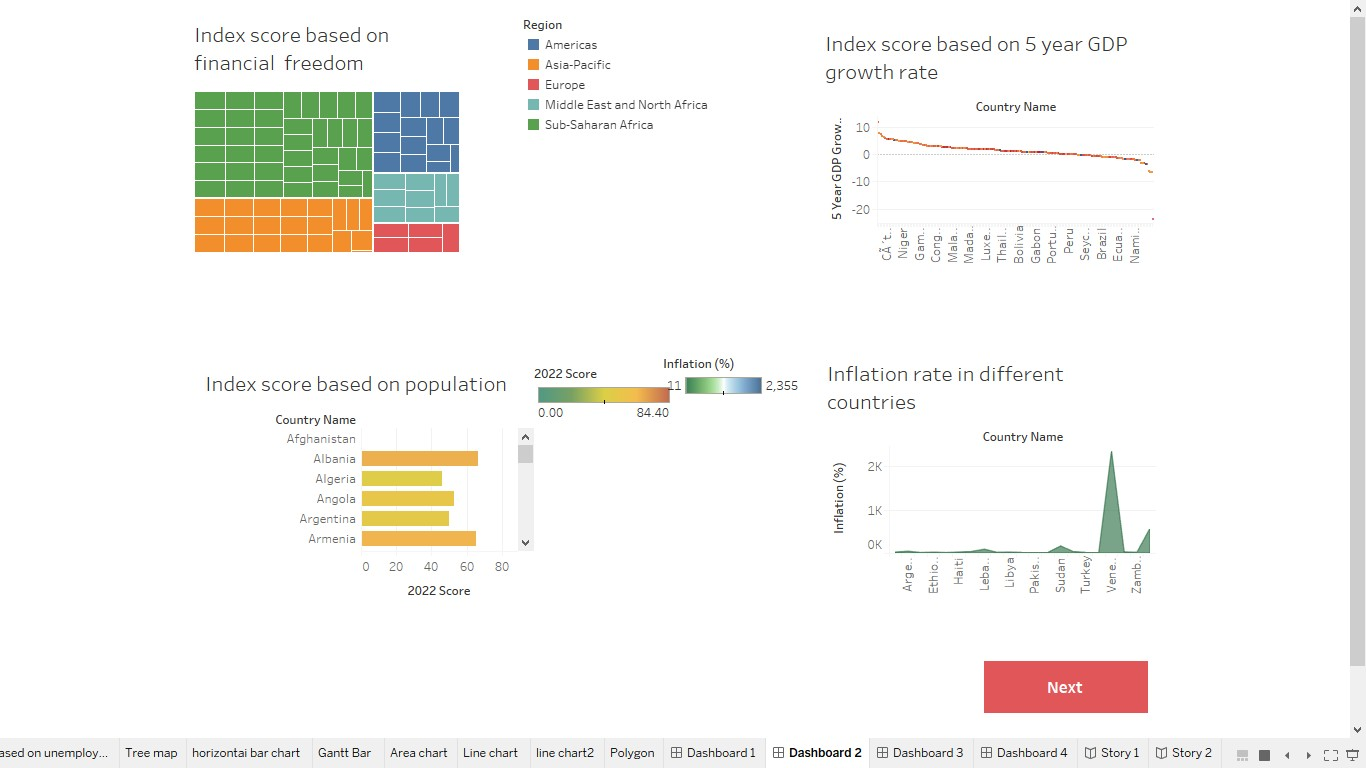 Index score based on
financial freedom
Region
Americas
Asia-Pacific
Europe
Middle East and North Africa
Sub-Saharan Africa
Index score based on 5 year GDP
growth rate
Country Name
5 Year GDP Grow..
10
0
-10
-20
CÃ´t..
Niger
Gam..
Cong..
Mala..
Mada..
Luxe..
Thail..
Bolivia
Gabon
Portu..
Peru
Seyc..
Brazil
Ecua..
Nami..
Index score based on population
Country Name
Afghanistan
Albania
Algeria
Angola
Argentina
Armenia
0 20 40 60 80
2022 Score
2022 Score
0.00 84.40
Inflation (%)
11 2,355
Inflation rate in different
countries
Country Name
Inflation (%)
2K
1K
0K
Arge..
Ethio..
Haiti
Leba..
Libya
Pakis..
Sudan
Turkey
Vene..
Zamb..
Next
ased on unemploy... Tree map horizontai bar chart Gantt Bar Area chart Line chart line chart2 Polygon Dashboard 1 Dashboard 2 Dashboard 3 Dashboard 4 Story 1 Story 2